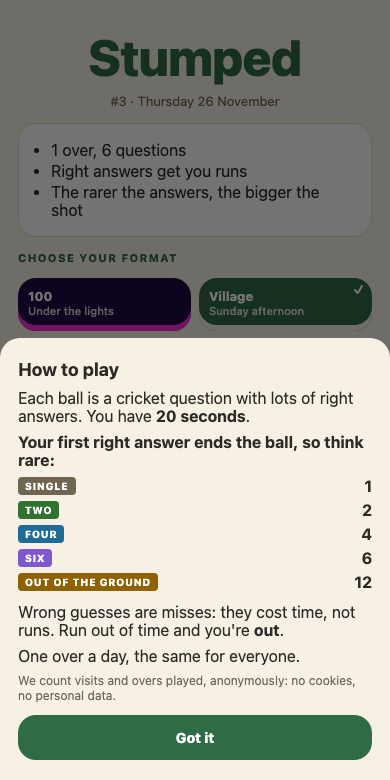 Stumped
#3 · Thursday 26 November
• 1 over, 6 questions
• Right answers get you runs
• The rarer the answers, the bigger the
shot
CHOOSE YOUR FORMAT
100
Under the lights
Village
Sunday afternoon
How to play
Each ball is a cricket question with lots of right
answers. You have 20 seconds.
Your first right answer ends the ball, so think
rare:
SINGLE 1
TWO 2
FOUR 4
SIX 6
OUT OF THE GROUND 12
Wrong guesses are misses: they cost time, not
runs. Run out of time and you're out.
One over a day, the same for everyone.
We count visits and overs played, anonymously: no cookies,
no personal data.
Got it